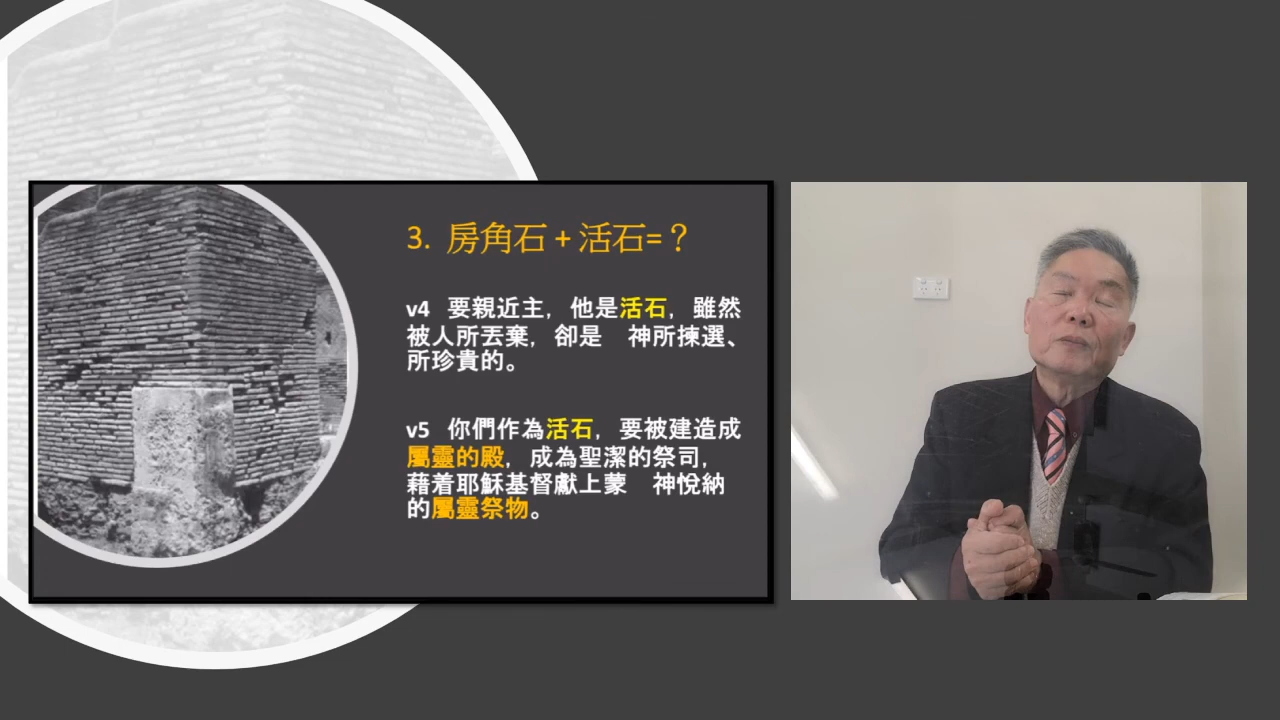 3. 房角石 + 活石= ?
v4 要親近主，他是活石，雖然
被人所丟棄，卻是　神所揀選、
所珍貴的。
v5 你們作為活石，要被建造成
屬靈的殿，成為聖潔的祭司，
藉着耶穌基督獻上蒙　神悅納
的屬靈祭物。